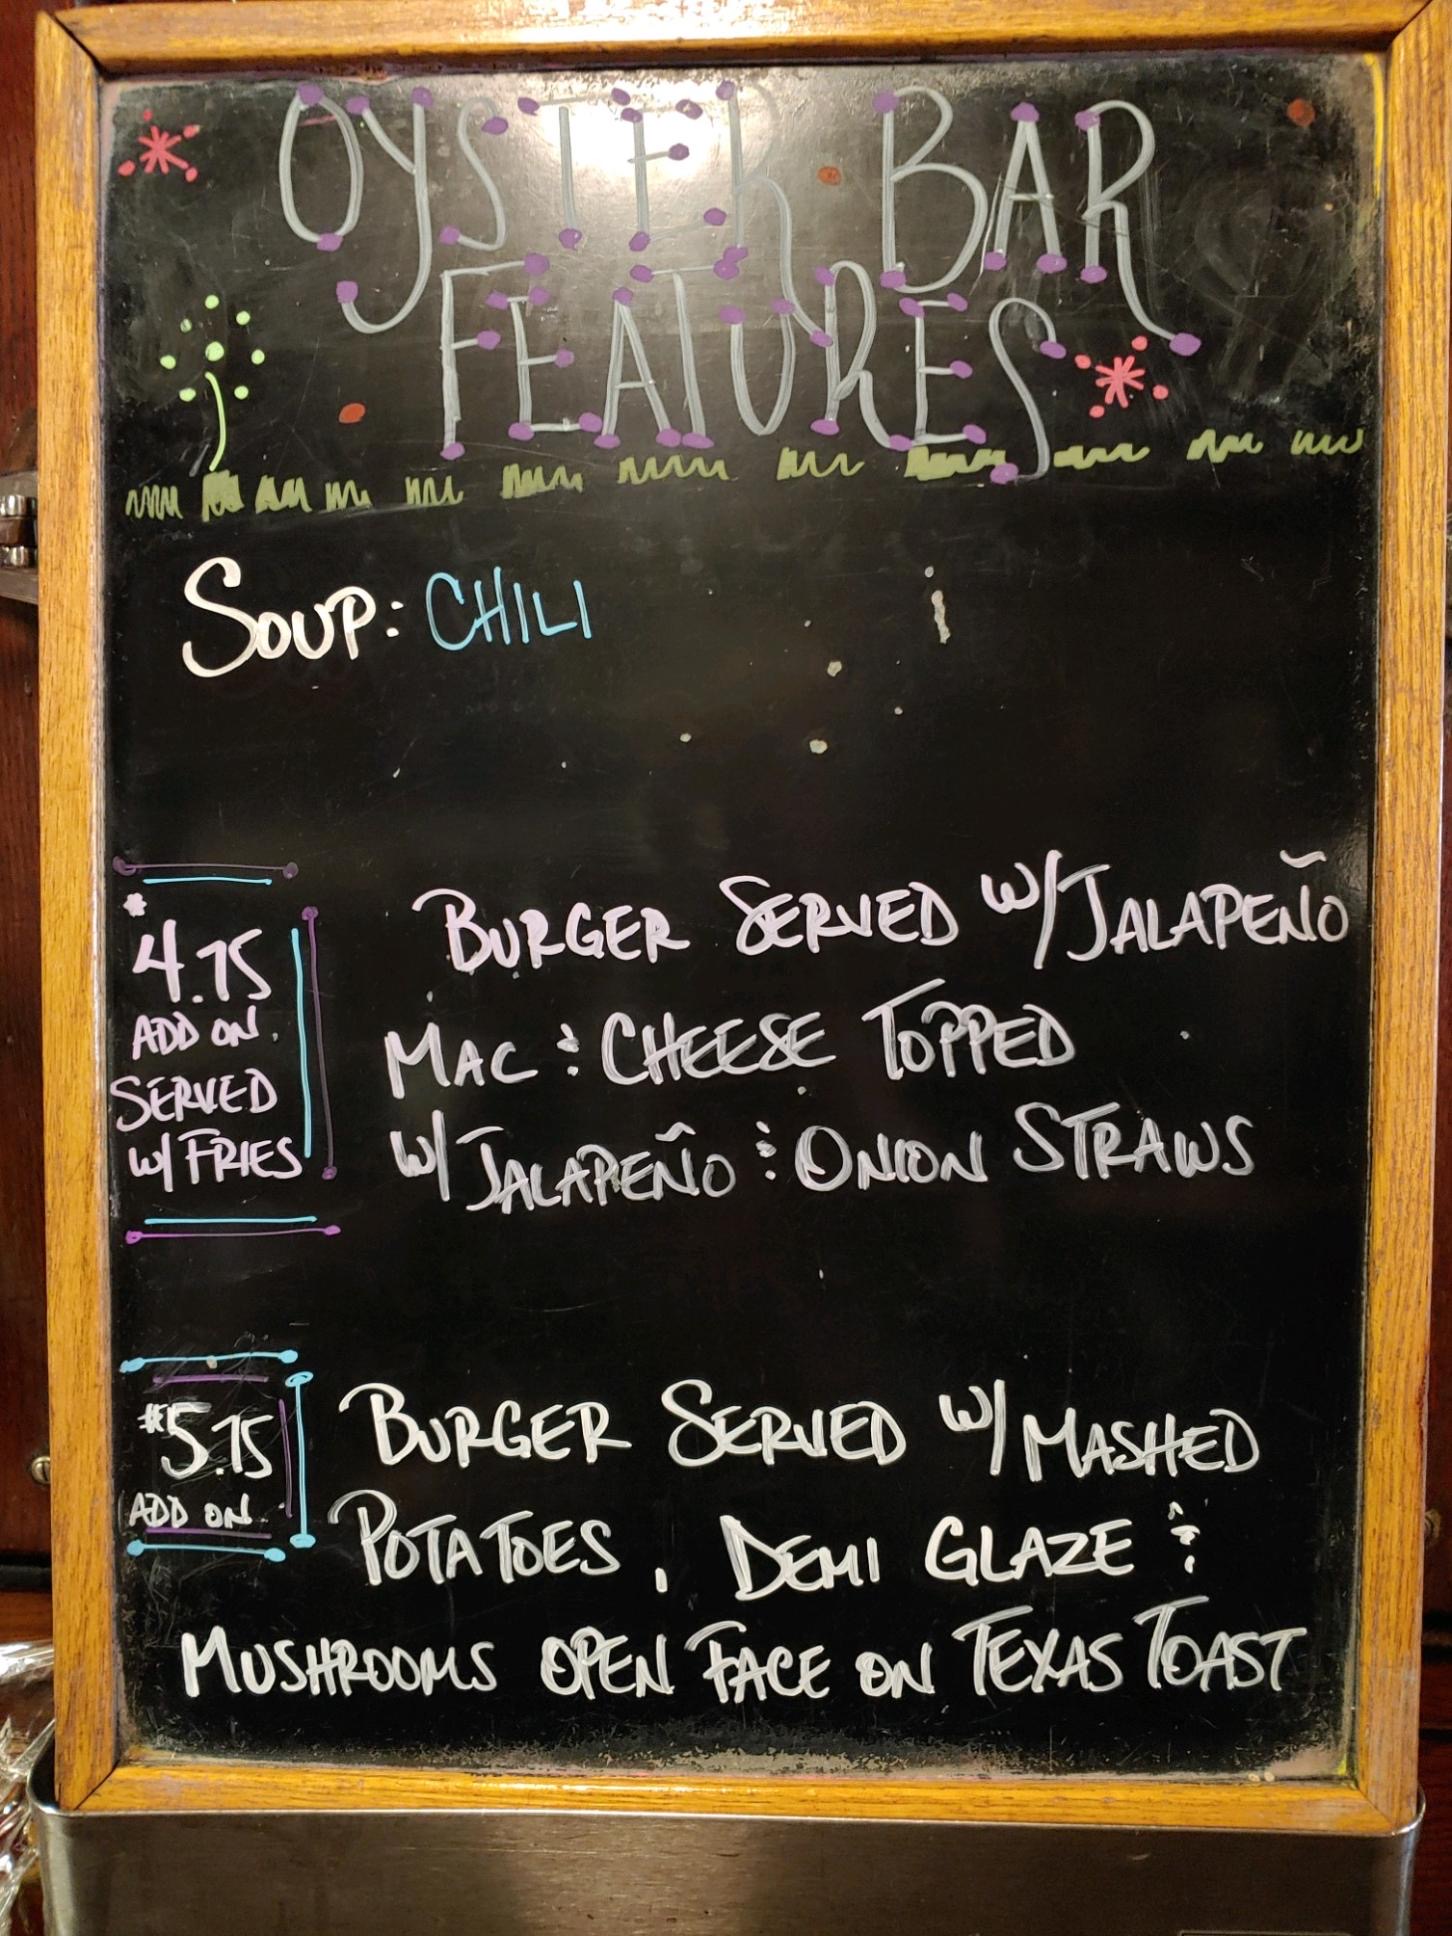 OYSTER BAR
FEATURES
SOUP: CHILI
4.75
ADD ON.
SERVED
W/ FRIES
BURGER SERVED W/ JALAPEÑO
MAC & CHEESE TOPPED
W/ JALAPEÑO & ONION STRAWS
$5.75
ADD ON
BURGER SERVED W/ MASHED
POTATOES, DEMI GLAZE &
MUSHROOMS OPEN FACE ON TEXAS TOAST